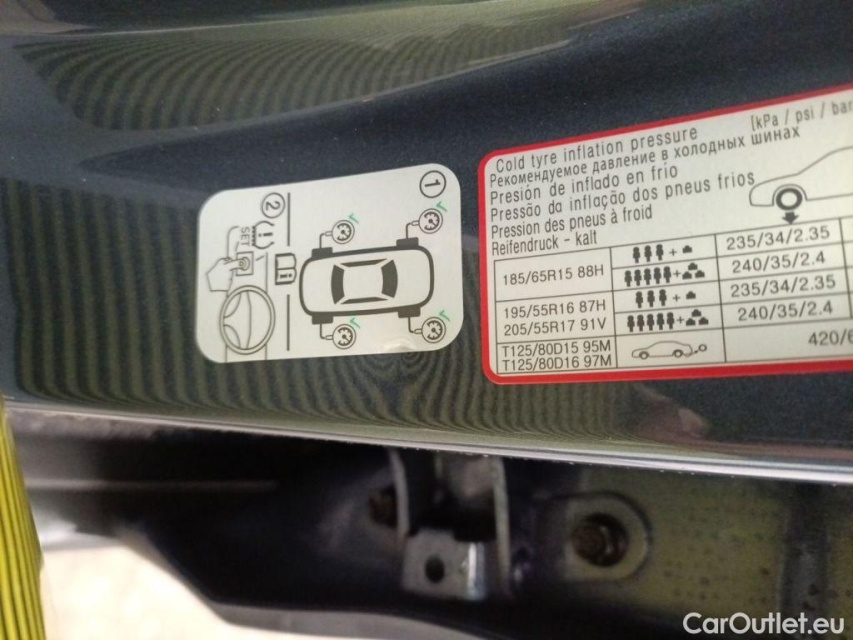 ①
②
SET
Cold tyre inflation pressure
[kPa / psi / bar
Рекомендуемое давление в холодных шинах
Presión de inflado en frio
Pressão da inflação dos pneus frios
Pression des pneus à froid
Reifendruck - kalt
185/65R15 88H
235/34/2.35
240/35/2.4
195/55R16 87H
205/55R17 91V
235/34/2.35
240/35/2.4
T125/80D15 95M
T125/80D16 97M
420/6
CarOutlet.eu